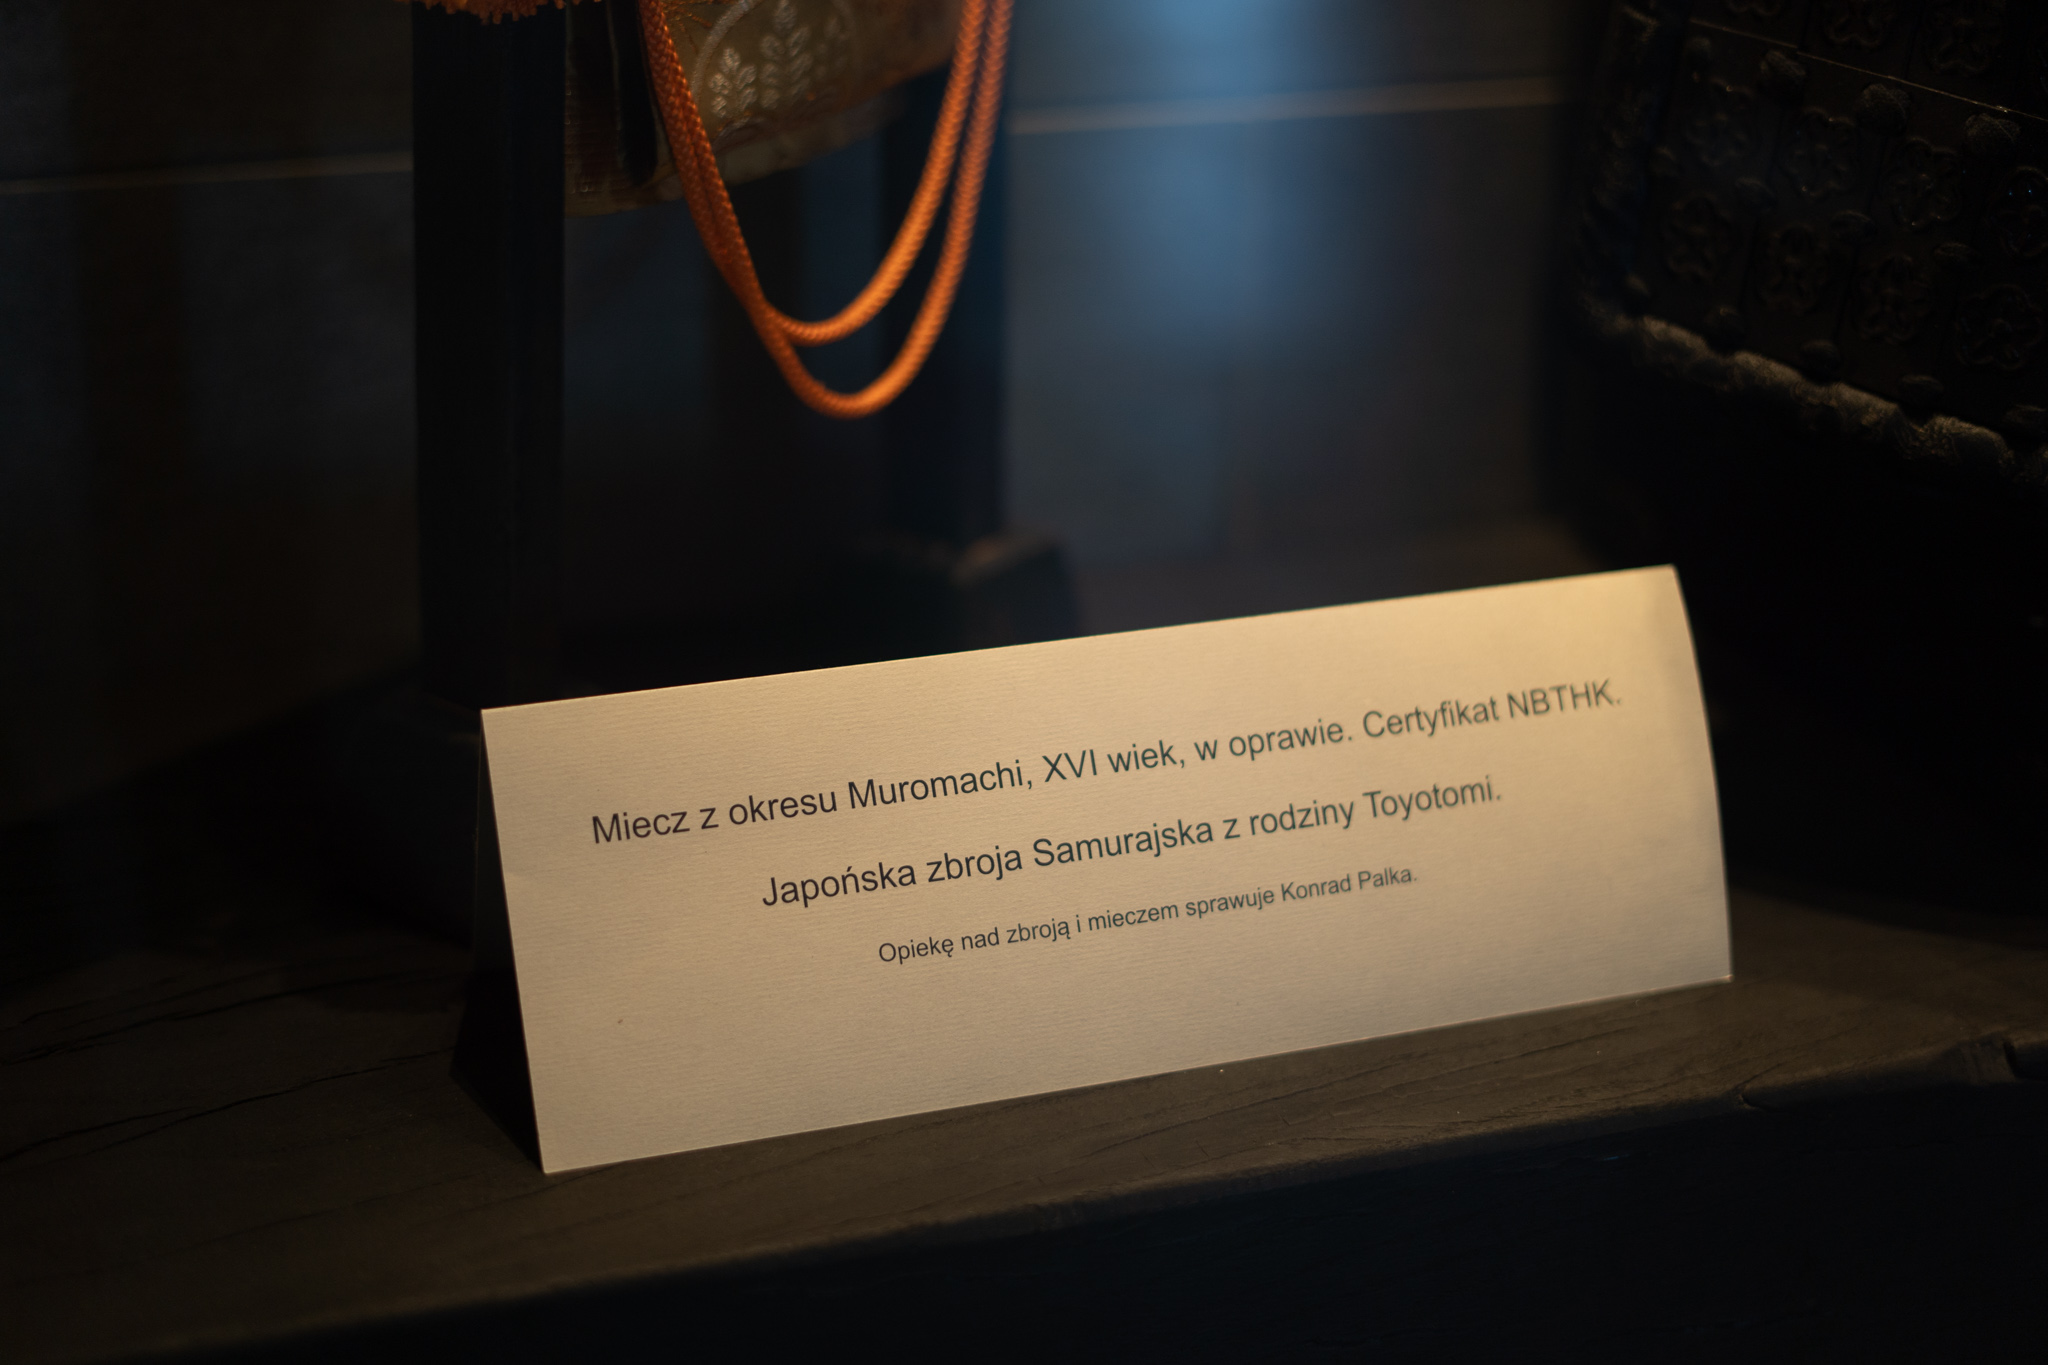 Miecz z okresu Muromachi, XVI wiek, w oprawie. Certyfikat NBTHK.
Japońska zbroja Samurajska z rodziny Toyotomi.
Opiekę nad zbroją i mieczem sprawuje Konrad Palka.